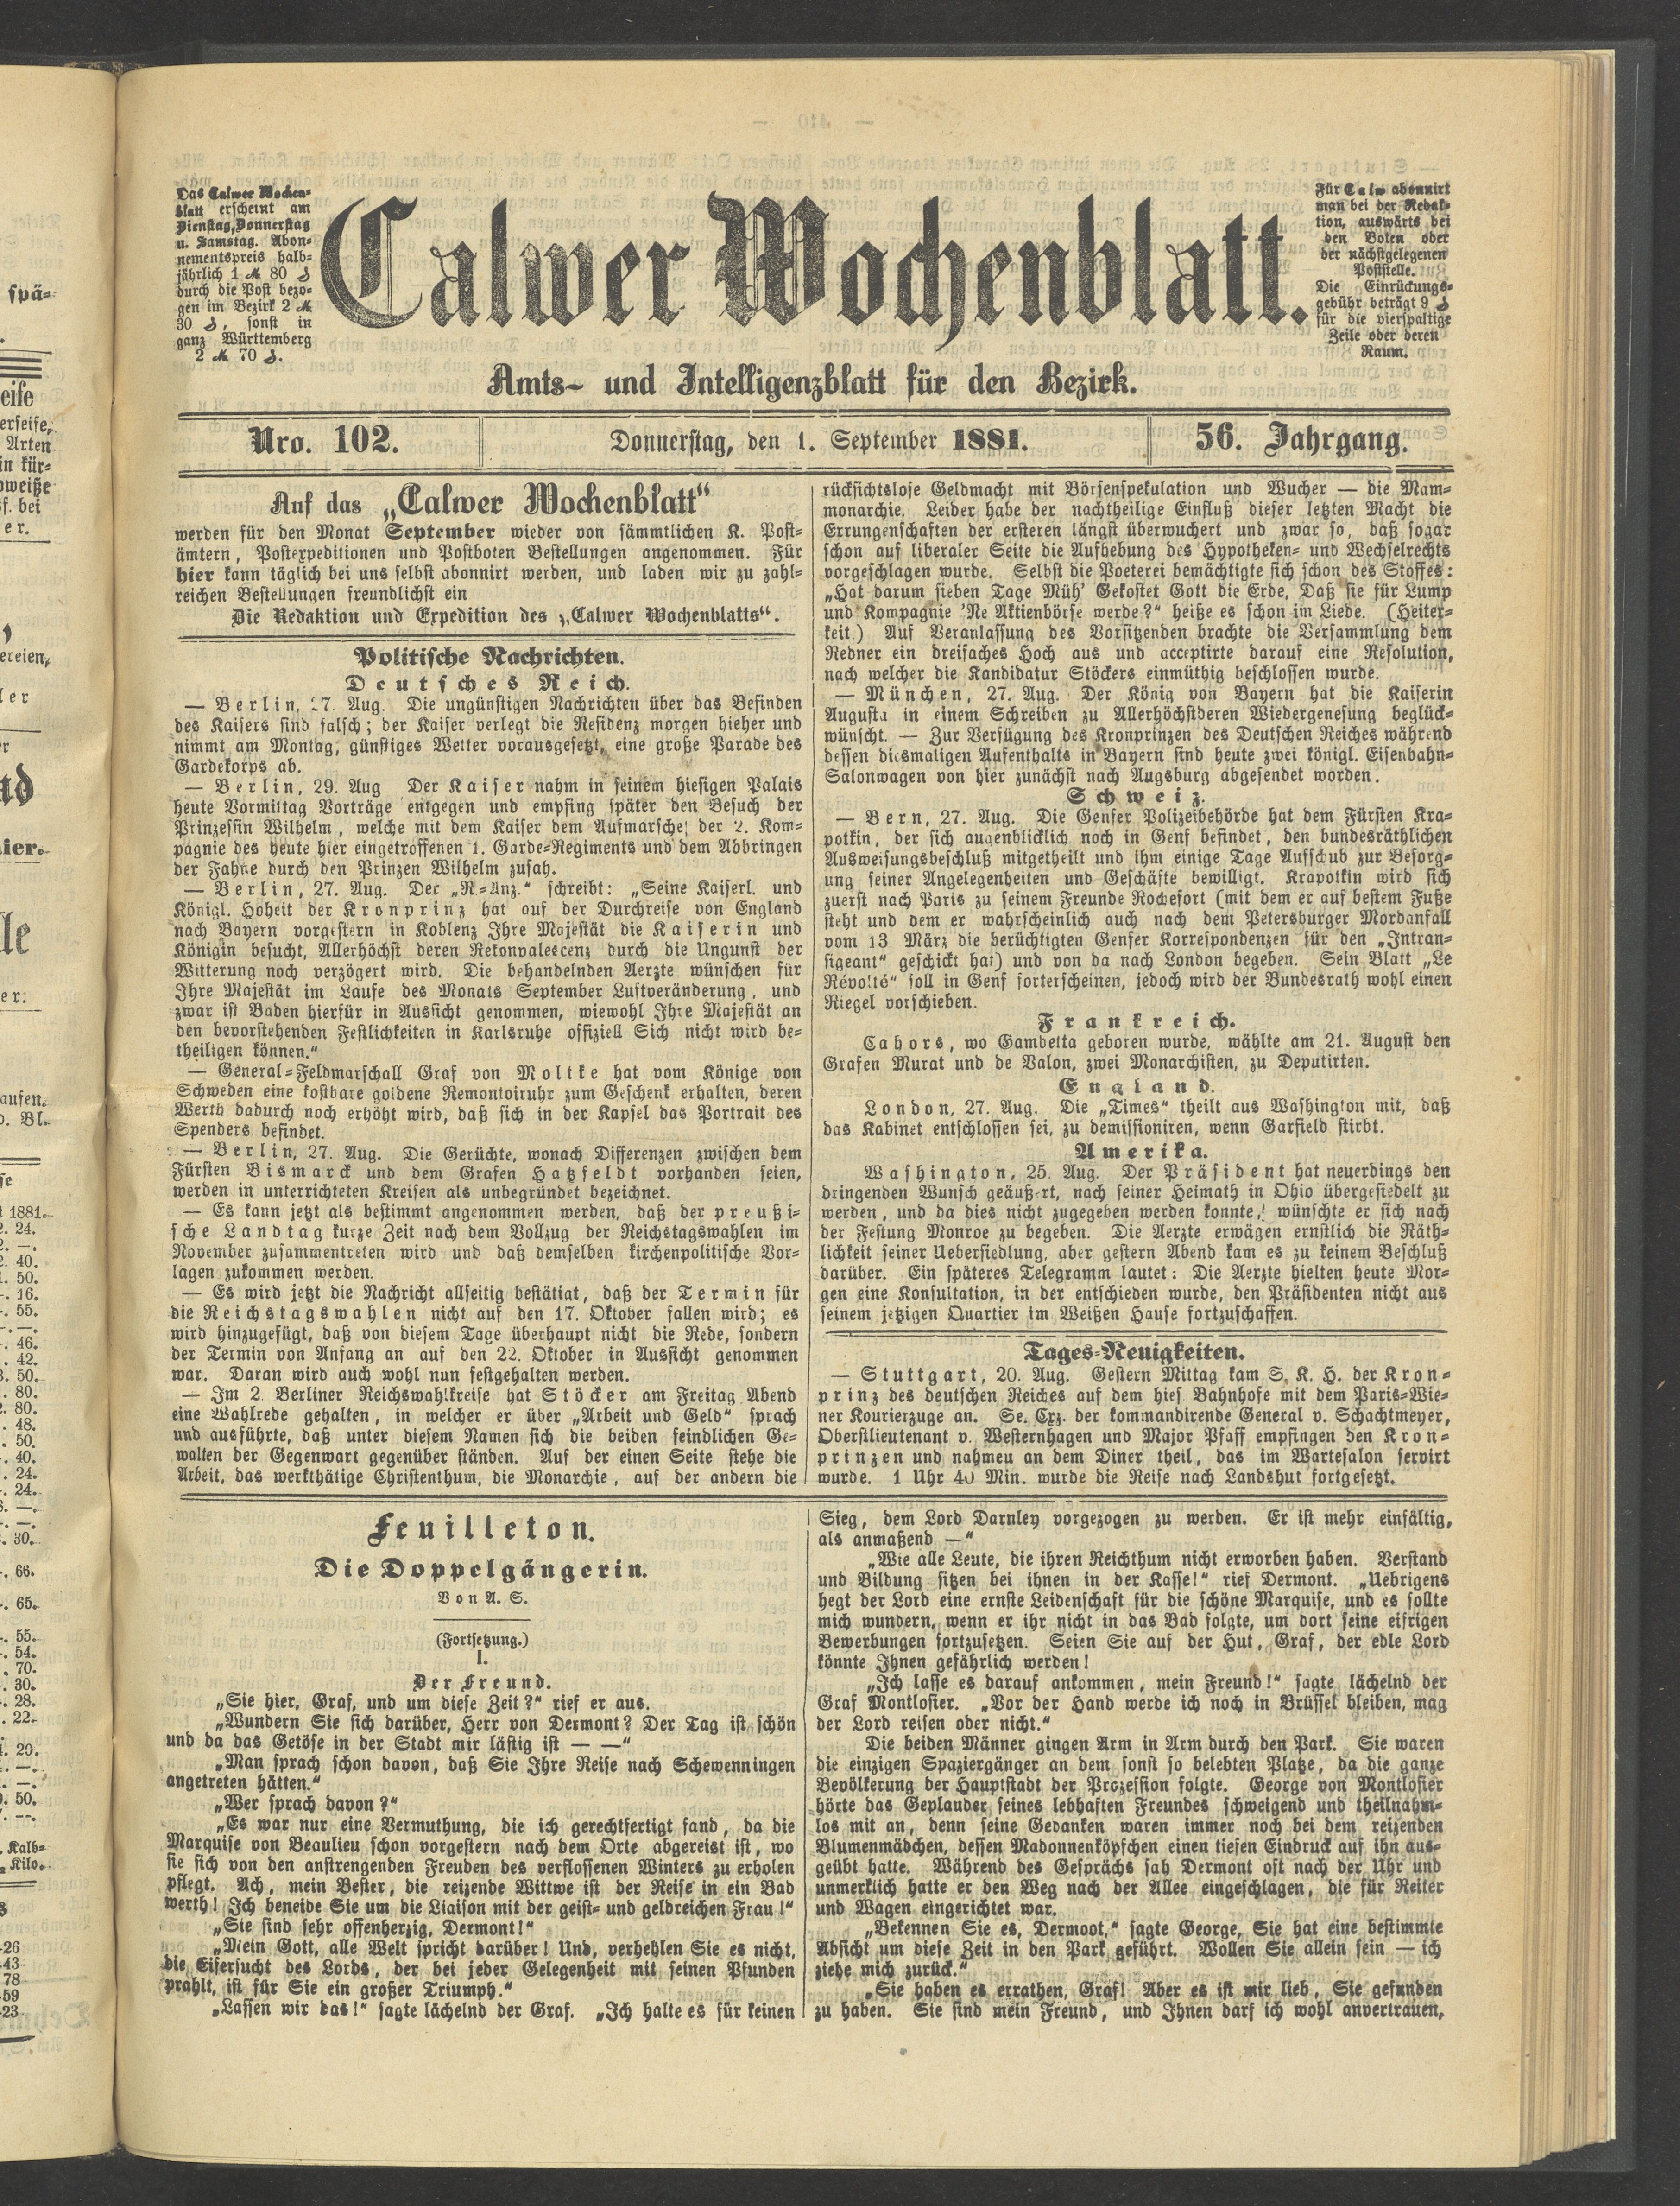 Das Calwer Wochen-
blatt erscheint am
Dienstag, Donnerstag
u. Samstag. Abon-
nementspreis halb-
jährlich 1 ℳ 80 ₰
durch die Post bezo-
gen im Bezirk 2 ℳ
30 ₰, sonst in
ganz Württemberg
2 ℳ 70 ₰.
Calwer Wochenblatt.
Für Calw abonnirt
man bei der Redak-
tion, auswärts bei
den Boten oder
der nächstgelegenen
Poststelle.
Die Einrückungs-
gebühr beträgt 9 ₰
für die vierspaltige
Zeile oder deren
Raum.
Amts- und Intelligenzblatt für den Bezirk.
Nro. 102.
Donnerstag, den 1. September 1881.
56. Jahrgang.
Auf das „Calwer Wochenblatt“
werden für den Monat September wieder von sämmtlichen K. Post-
ämtern, Postexpeditionen und Postboten Bestellungen angenommen. Für
hier kann täglich bei uns selbst abonnirt werden, und laden wir zu zahl-
reichen Bestellungen freundlichst ein
Die Redaktion und Expedition des „Calwer Wochenblatts“.
Politische Nachrichten.
Deutsches Reich.
— Berlin, 27. Aug. Die ungünstigen Nachrichten über das Befinden
des Kaisers sind falsch; der Kaiser verlegt die Residenz morgen hieher und
nimmt am Montag, günstiges Wetter vorausgesetzt, eine große Parade des
Gardekorps ab.
— Berlin, 29. Aug Der Kaiser nahm in seinem hiesigen Palais
heute Vormittag Vorträge entgegen und empfing später den Besuch der
Prinzessin Wilhelm, welche mit dem Kaiser dem Aufmarsche der 2. Kom-
pagnie des heute hier eingetroffenen 1. Garde-Regiments und dem Abbringen
der Fahne durch den Prinzen Wilhelm zusah.
— Berlin, 27. Aug. Der „R=Anz.“ schreibt: „Seine Kaiserl. und
Königl. Hoheit der Kronprinz hat auf der Durchreise von England
nach Bayern vorgestern in Koblenz Ihre Majestät die Kaiserin und
Königin besucht, Allerhöchst deren Rekonvalescenz durch die Ungunst der
Witterung noch verzögert wird. Die behandelnden Aerzte wünschen für
Ihre Majestät im Laufe des Monats September Luftveränderung, und
zwar ist Baden hierfür in Aussicht genommen, wiewohl Ihre Majestät an
den bevorstehenden Festlichkeiten in Karlsruhe offiziell Sich nicht wird be-
theiligen können.“
— General=Feldmarschall Graf von Moltke hat vom Könige von
Schweden eine kostbare goldene Remontoiruhr zum Geschenk erhalten, deren
Werth dadurch noch erhöht wird, daß sich in der Kapsel das Portrait des
Spenders befindet.
— Berlin, 27. Aug. Die Gerüchte, wonach Differenzen zwischen dem
Fürsten Bismarck und dem Grafen Hatzfeldt vorhanden seien,
werden in unterrichteten Kreisen als unbegründet bezeichnet.
— Es kann jetzt als bestimmt angenommen werden, daß der preußi-
sche Landtag kurze Zeit nach dem Vollzug der Reichstagswahlen im
November zusammentreten wird und daß demselben kirchenpolitische Vor-
lagen zukommen werden.
— Es wird jetzt die Nachricht allseitig bestätiat, daß der Termin für
die Reichstagswahlen nicht auf den 17. Oktober fallen wird; es
wird hinzugefügt, daß von diesem Tage überhaupt nicht die Rede, sondern
der Termin von Anfang an auf den 22. Oktober in Aussicht genommen
war. Daran wird auch wohl nun festgehalten werden.
— Im 2. Berliner Reichswahlkreise hat Stöcker am Freitag Abend
eine Wahlrede gehalten, in welcher er über „Arbeit und Geld“ sprach
und ausführte, daß unter diesem Namen sich die beiden feindlichen Ge-
walten der Gegenwart gegenüber ständen. Auf der einen Seite stehe die
Arbeit, das werkthätige Christenthum, die Monarchie, auf der andern die
rücksichtslose Geldmacht mit Börsenspekulation und Wucher — die Mam-
monarchie. Leider habe der nachtheilige Einfluß dieser letzten Macht die
Errungenschaften der ersteren längst überwuchert und zwar so, daß sogar
schon auf liberaler Seite die Aufhebung des Hypotheken- und Wechselrechts
vorgeschlagen wurde. Selbst die Poeterei bemächtigte sich schon des Stoffes:
„Hat darum sieben Tage Müh’ Gekostet Gott die Erde, Daß sie für Lump
und Kompagnie ’Ne Aktienbörse werde?“ heiße es schon im Liede. (Heiter-
keit.) Auf Veranlassung des Vorsitzenden brachte die Versammlung dem
Redner ein dreifaches Hoch aus und acceptirte darauf eine Resolution,
nach welcher die Kandidatur Stöckers einmüthig beschlossen wurde.
— München, 27. Aug. Der König von Bayern hat die Kaiserin
Augusta in einem Schreiben zu Allerhöchstderen Wiedergenesung beglück-
wünscht. — Zur Verfügung des Kronprinzen des Deutschen Reiches während
dessen diesmaligen Aufenthalts in Bayern sind heute zwei königl. Eisenbahn-
Salonwagen von hier zunächst nach Augsburg abgesendet worden.
Schweiz.
— Bern, 27. Aug. Die Genfer Polizeibehörde hat dem Fürsten Kra-
potkin, der sich augenblicklich noch in Genf befindet, den bundesräthlichen
Ausweisungsbeschluß mitgetheilt und ihm einige Tage Aufschub zur Besorg-
ung seiner Angelegenheiten und Geschäfte bewilligt. Krapotkin wird sich
zuerst nach Paris zu seinem Freunde Rochefort (mit dem er auf bestem Fuße
steht und dem er wahrscheinlich auch nach dem Petersburger Mordanfall
vom 13 März die berüchtigten Genfer Korrespondenzen für den „Intran-
sigeant“ geschickt hat) und von da nach London begeben. Sein Blatt „Le
Révolté“ soll in Genf forterscheinen, jedoch wird der Bundesrath wohl einen
Riegel vorschieben.
Frankreich.
Cahors, wo Gambetta geboren wurde, wählte am 21. August den
Grafen Murat und de Valon, zwei Monarchisten, zu Deputirten.
England.
London, 27. Aug. Die „Times“ theilt aus Washington mit, daß
das Kabinet entschlossen sei, zu demissioniren, wenn Garfield stirbt.
Amerika.
Washington, 25. Aug. Der Präsident hat neuerdings den
dringenden Wunsch geäußert, nach seiner Heimath in Ohio übergesiedelt zu
werden, und da dies nicht zugegeben werden konnte, wünschte er sich nach
der Festung Monroe zu begeben. Die Aerzte erwägen ernstlich die Räth-
lichkeit seiner Uebersiedlung, aber gestern Abend kam es zu keinem Beschluß
darüber. Ein späteres Telegramm lautet: Die Aerzte hielten heute Mor-
gen eine Konsultation, in der entschieden wurde, den Präsidenten nicht aus
seinem jetzigen Quartier im Weißen Hause fortzuschaffen.
Tages-Neuigkeiten.
— Stuttgart, 20. Aug. Gestern Mittag kam S. K. H. der Kron-
prinz des deutschen Reiches auf dem hies Bahnhofe mit dem Paris-Wie-
ner Kourierzuge an. Se. Exz. der kommandirende General v. Schachtmeyer,
Oberstlieutenant v. Westernhagen und Major Pfaff empfingen den Kron-
prinzen und nahmeu an dem Diner theil, das im Wartesalon servirt
wurde. 1 Uhr 40 Min. wurde die Reise nach Landshut fortgesetzt.
Feuilleton.
Die Doppelgängerin.
Von A. S.
(Fortsetzung.)
I.
Der Freund.
„Sie hier, Graf, und um diese Zeit?“ rief er aus.
„Wundern Sie sich darüber, Herr von Dermont? Der Tag ist schön
und da das Getöse in der Stadt mir lästig ist — —“
„Man sprach schon davon, daß Sie Ihre Reise nach Schewenningen
angetreten hätten.“
„Wer sprach davon?“
„Es war nur eine Vermuthung, die ich gerechtfertigt fand, da die
Marquise von Beaulieu schon vorgestern nach dem Orte abgereist ist, wo
sie sich von den anstrengenden Freuden des verflossenen Winters zu erholen
pflegt. Ach, mein Bester, die reizende Wittwe ist der Reise in ein Bad
werth! Ich beneide Sie um die Liaison mit der geist- und geldreichen Frau!“
„Sie sind sehr offenherzig, Dermont!“
„Mein Gott, alle Welt spricht darüber! Und, verhehlen Sie es nicht,
die Eifersucht des Lords, der bei jeder Gelegenheit mit seinen Pfunden
prahlt, ist für Sie ein großer Triumph.“
„Lassen wir das!“ sagte lächelnd der Graf. „Ich halte es für keinen
Sieg, dem Lord Darnley vorgezogen zu werden. Er ist mehr einfältig,
als anmaßend —“
„Wie alle Leute, die ihren Reichthum nicht erworben haben. Verstand
und Bildung sitzen bei ihnen in der Kasse!“ rief Dermont. „Uebrigens
hegt der Lord eine ernste Leidenschaft für die schöne Marquise, und es sollte
mich wundern, wenn er ihr nicht in das Bad folgte, um dort seine eifrigen
Bewerbungen fortzusetzen. Seien Sie auf der Hut, Graf, der edle Lord
könnte Ihnen gefährlich werden!
„Ich lasse es darauf ankommen, mein Freund!“ sagte lächelnd der
Graf Montlosier. „Vor der Hand werde ich noch in Brüssel bleiben, mag
der Lord reisen oder nicht.“
Die beiden Männer gingen Arm in Arm durch den Park. Sie waren
die einzigen Spaziergänger an dem sonst so belebten Platze, da die ganze
Bevölkerung der Hauptstadt der Prozession folgte. George von Montlosier
hörte das Geplauder seines lebhaften Freundes schweigend und theilnahm-
los mit an, denn seine Gedanken waren immer noch bei dem reizenden
Blumenmädchen, dessen Madonnenköpfchen einen tiefen Eindruck auf ihn aus-
geübt hatte. Während des Gesprächs sah Dermont oft nach der Uhr und
unmerklich hatte er den Weg nach der Allee eingeschlagen, die für Reiter
und Wagen eingerichtet war.
„Bekennen Sie es, Dermoot,“ sagte George, Sie hat eine bestimmte
Absicht um diese Zeit in den Park geführt. Wollen Sie allein sein — ich
ziehe mich zurück.“
„Sie haben es errathen, Graf! Aber es ist mir lieb, Sie gefunden
zu haben. Sie sind mein Freund, und Ihnen darf ich wohl anvertrauen,